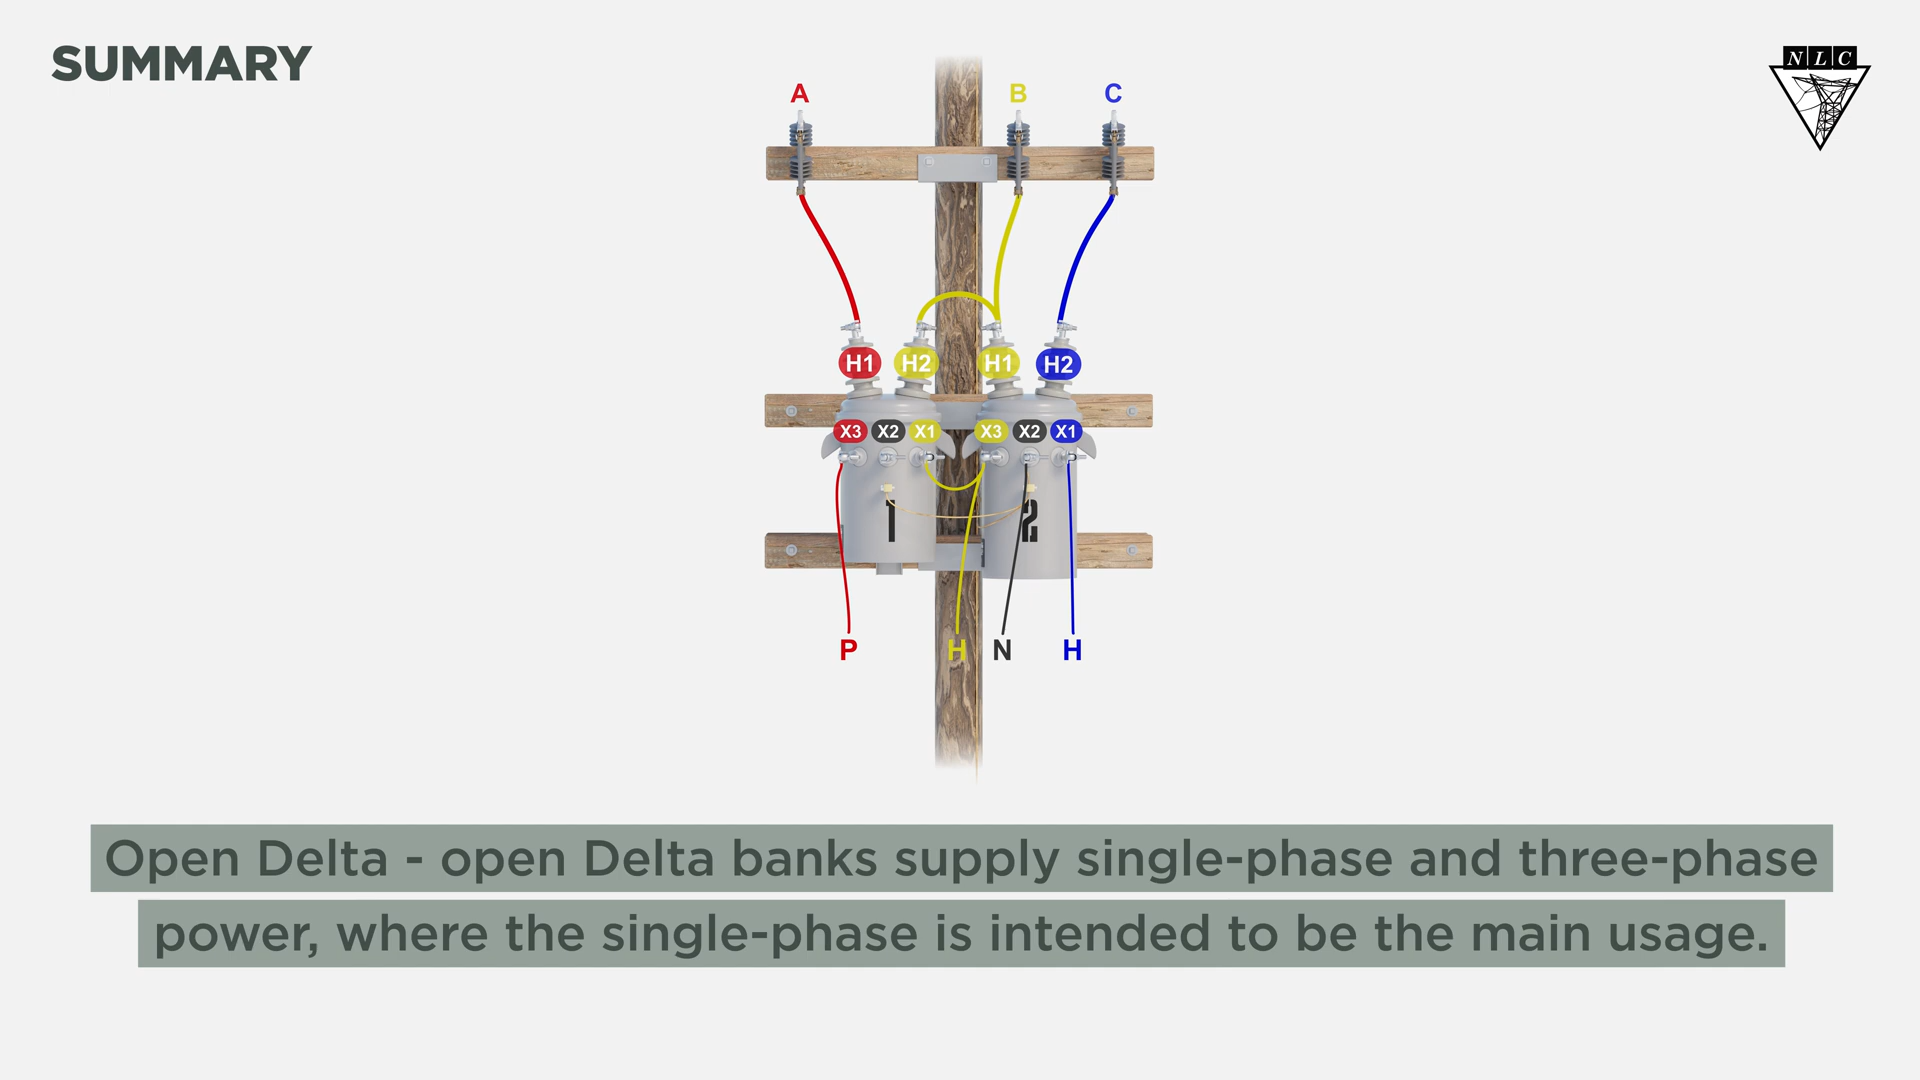 SUMMARY
NLC
A B C
H1 H2 H1 H2
X3 X2 X1 X3 X2 X1
1 2
P H N H
Open Delta - open Delta banks supply single-phase and three-phase
power, where the single-phase is intended to be the main usage.